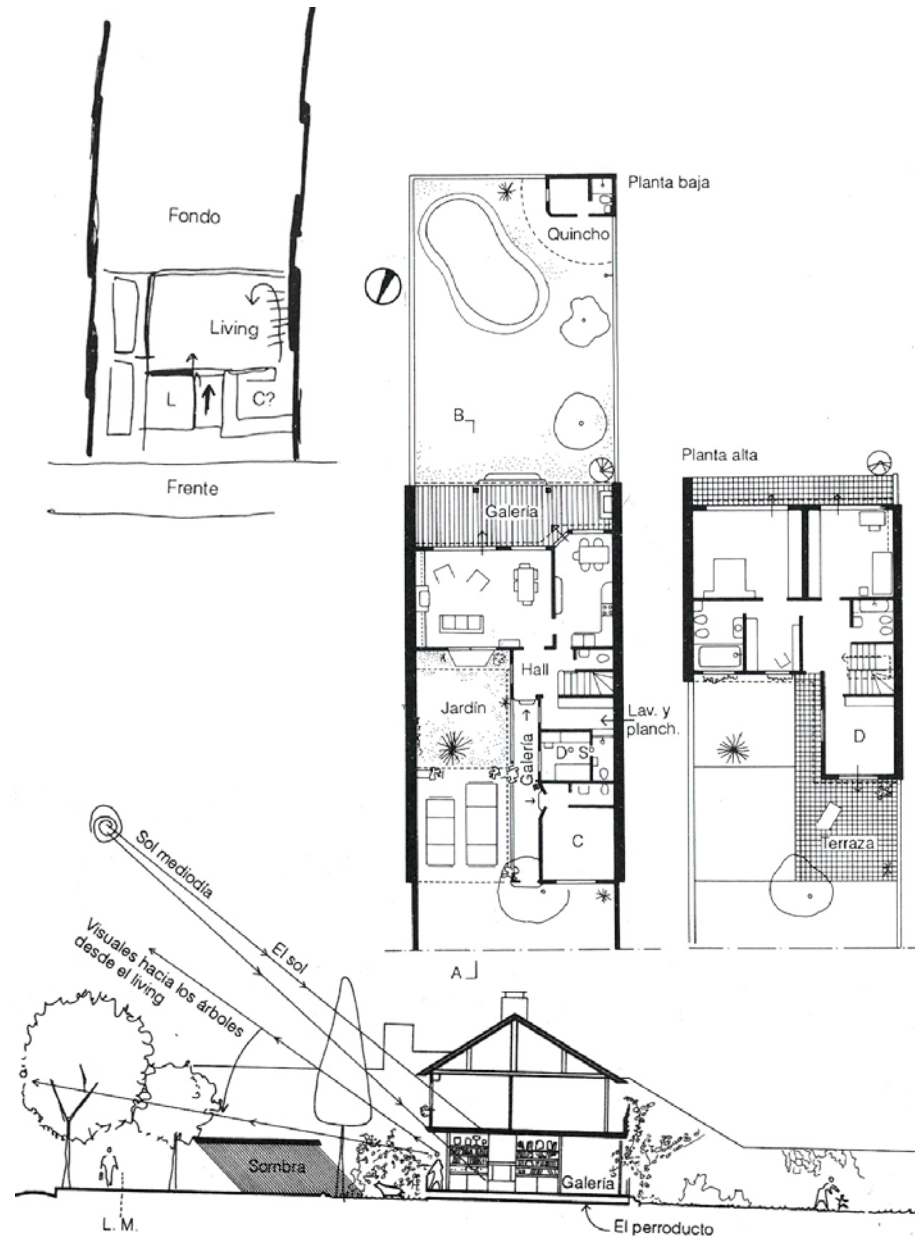 Fondo
Living
L
C?
Frente
Planta baja
Quincho
B
Galería
Hall
Jardín
Galería
Lav. y
planch.
Dº Sº
C
A
Planta alta
D
Terraza
Sol mediodía
El sol
Visuales hacia los árboles
desde el living
Sombra
Galería
L. M.
El perroducto